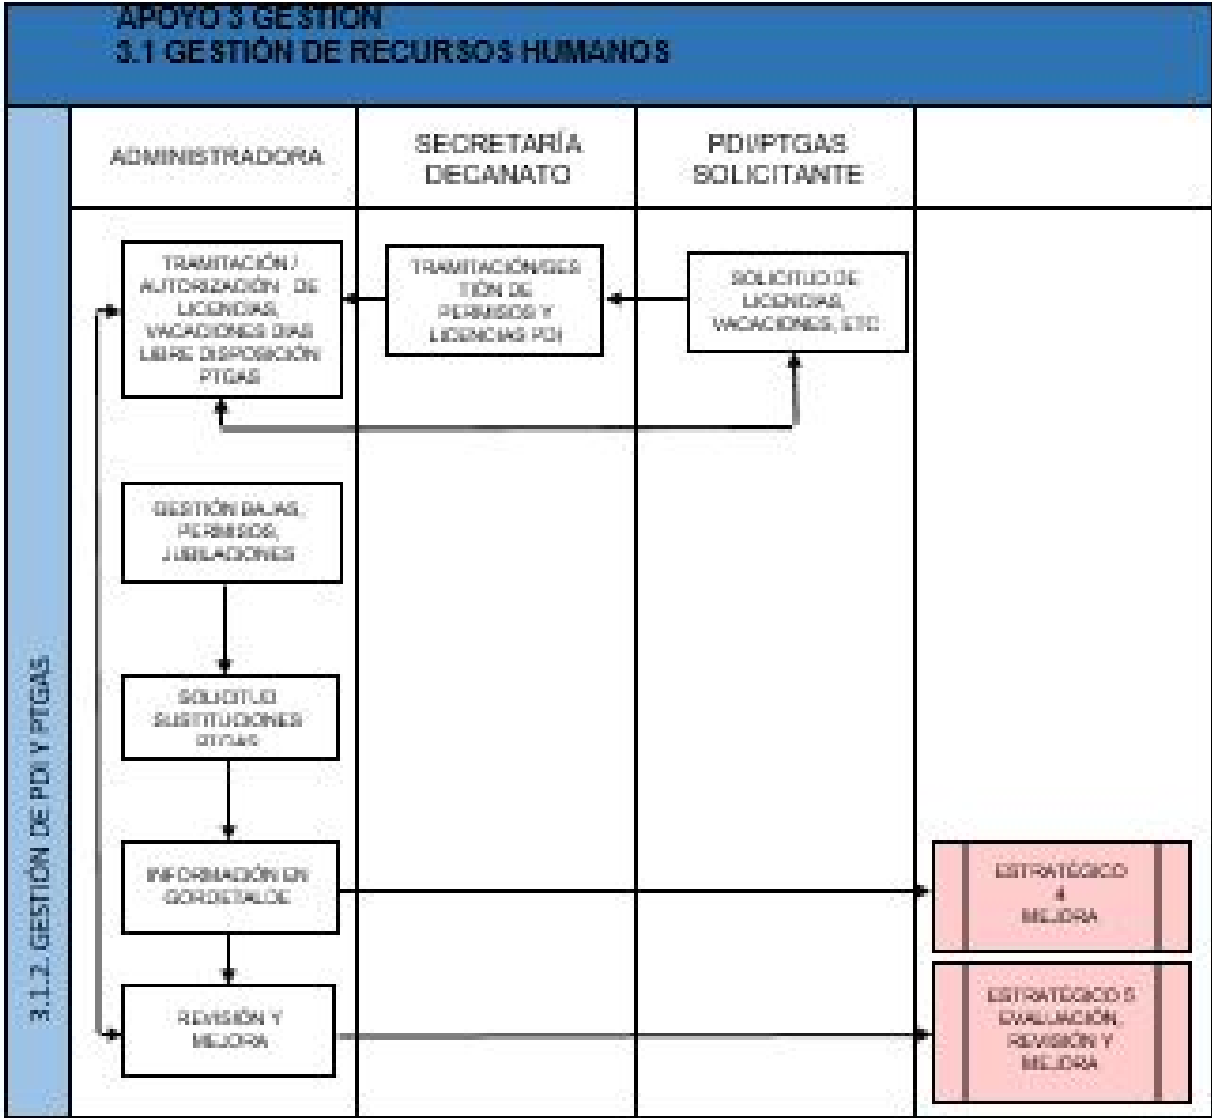 APOYO 3 GESTIÓN
3.1 GESTIÓN DE RECURSOS HUMANOS
ADMINISTRADORA
SECRETARÍA
DECANATO
PDI/PTGAS
SOLICITANTE
TRAMITACIÓN /
AUTORIZACIÓN DE
LICENCIAS,
VACACIONES DIAS
LIBRE DISPOSICIÓN
PTGAS
TRAMITACIÓN/GES
TIÓN DE
PERMISOS Y
LICENCIAS PDI
SOLICITUD DE
LICENCIAS,
VACACIONES, ETC
GESTIÓN BAJAS,
PERMISOS,
JUBILACIONES
SOLICITUD
SUSTITUCIONES
PTGAS
INFORMACIÓN EN
GORDETALDE
REVISIÓN Y
MEJORA
ESTRATÉGICO
4
MEJORA
ESTRATÉGICO 5
EVALUACIÓN,
REVISIÓN Y
MEJORA
3.1.2. GESTIÓN DE PDI Y PTGAS